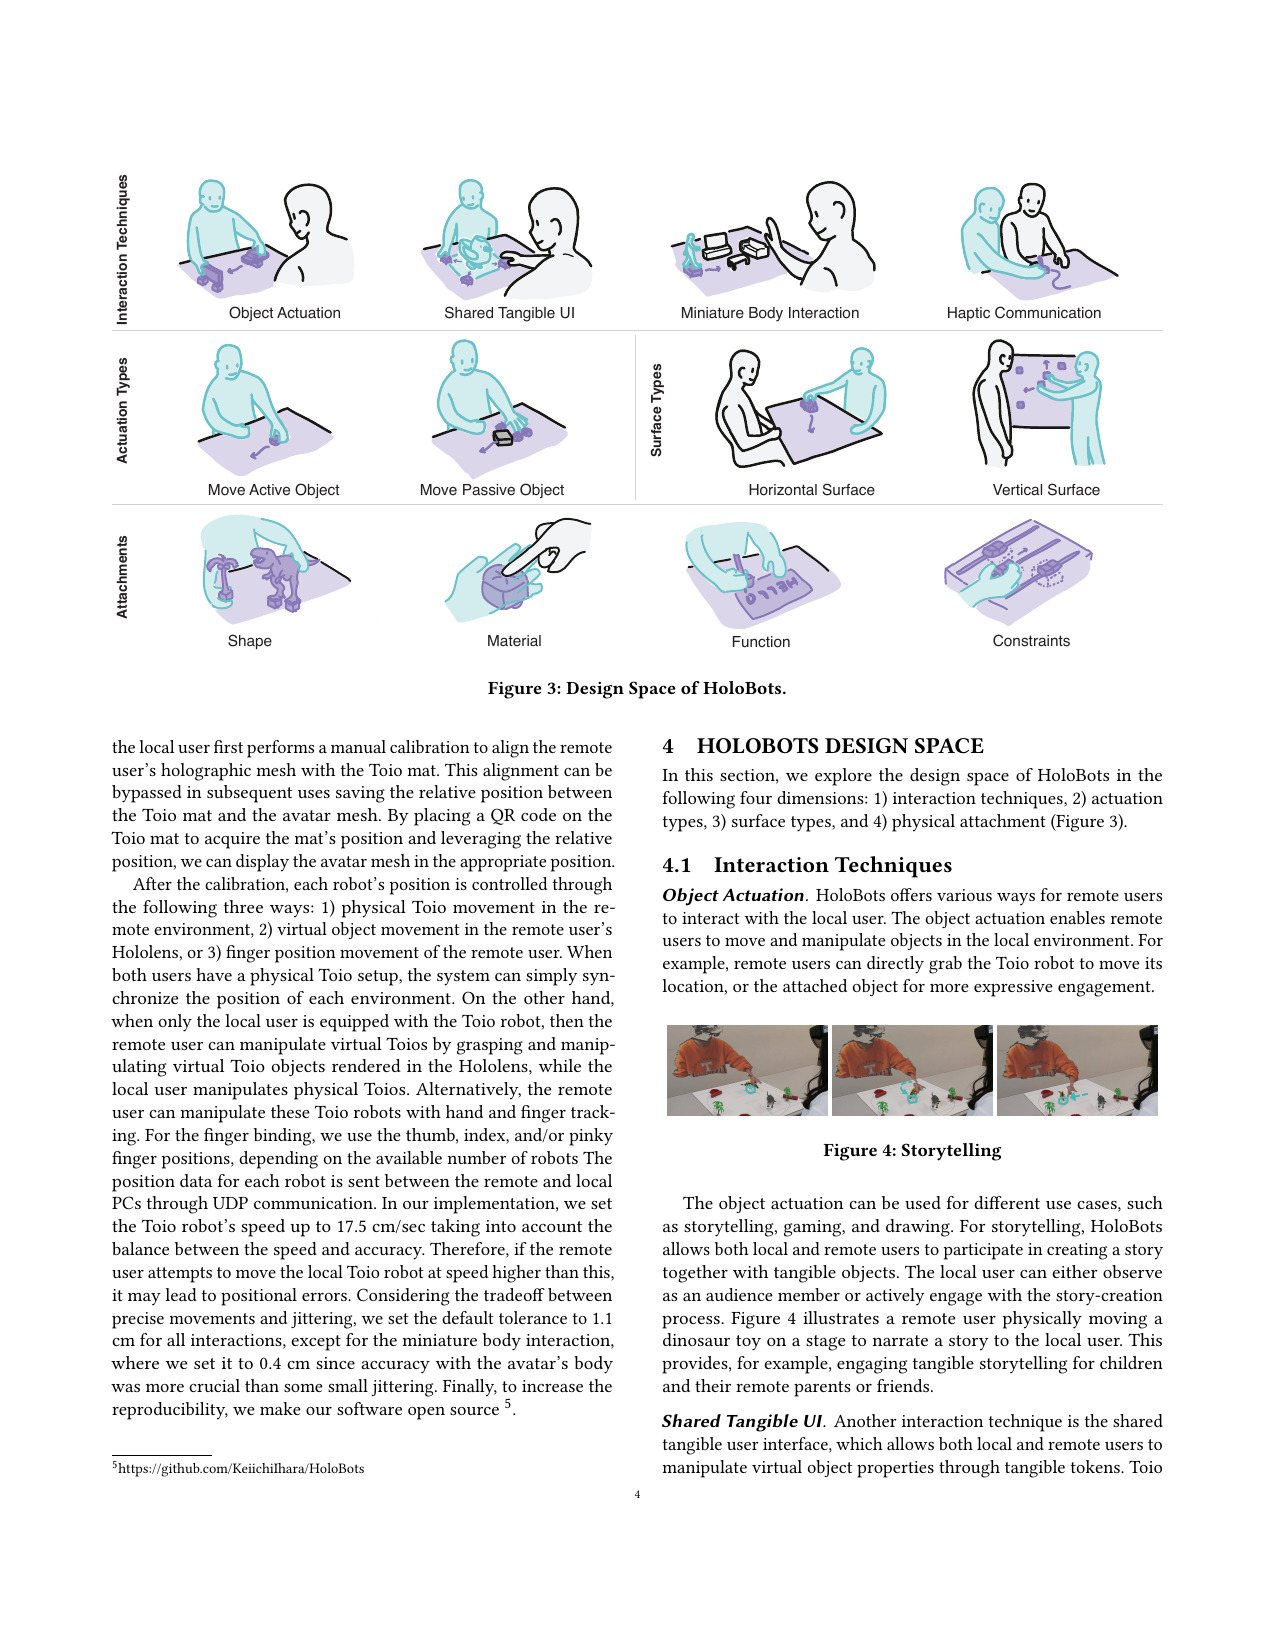 Interaction Techniques
Object Actuation
Shared Tangible UI
Miniature Body Interaction
Haptic Communication
Actuation Types
Move Active Object
Move Passive Object
Surface Types
Horizontal Surface
Vertical Surface
Attachments
HELLO
Shape
Material
Function
Constraints
Figure 3: Design Space of HoloBots.
the local user first performs a manual calibration to align the remote
user's holographic mesh with the Toio mat. This alignment can be
bypassed in subsequent uses saving the relative position between
the Toio mat and the avatar mesh. By placing a QR code on the
Toio mat to acquire the mat's position and leveraging the relative
position, we can display the avatar mesh in the appropriate position.
After the calibration, each robot's position is controlled through
the following three ways: 1) physical Toio movement in the re-
mote environment, 2) virtual object movement in the remote user's
Hololens, or 3) finger position movement of the remote user. When
both users have a physical Toio setup, the system can simply syn-
chronize the position of each environment. On the other hand,
when only the local user is equipped with the Toio robot, then the
remote user can manipulate virtual Toios by grasping and manip-
ulating virtual Toio objects rendered in the Hololens, while the
local user manipulates physical Toios. Alternatively, the remote
user can manipulate these Toio robots with hand and finger track-
ing. For the finger binding, we use the thumb, index, and/or pinky
finger positions, depending on the available number of robots The
position data for each robot is sent between the remote and local
PCs through UDP communication. In our implementation, we set
the Toio robot's speed up to 17.5 cm/sec taking into account the
balance between the speed and accuracy. Therefore, if the remote
user attempts to move the local Toio robot at speed higher than this,
it may lead to positional errors. Considering the tradeoff between
precise movements and jittering, we set the default tolerance to 1.1
cm for all interactions, except for the miniature body interaction,
where we set it to 0.4 cm since accuracy with the avatar's body
was more crucial than some small jittering. Finally, to increase the
reproducibility, we make our software open source 5.
5https://github.com/KeiichiIhara/HoloBots
4 HOLOBOTS DESIGN SPACE
In this section, we explore the design space of HoloBots in the
following four dimensions: 1) interaction techniques, 2) actuation
types, 3) surface types, and 4) physical attachment (Figure 3).
4.1 Interaction Techniques
Object Actuation. HoloBots offers various ways for remote users
to interact with the local user. The object actuation enables remote
users to move and manipulate objects in the local environment. For
example, remote users can directly grab the Toio robot to move its
location, or the attached object for more expressive engagement.
Figure 4: Storytelling
The object actuation can be used for different use cases, such
as storytelling, gaming, and drawing. For storytelling, HoloBots
allows both local and remote users to participate in creating a story
together with tangible objects. The local user can either observe
as an audience member or actively engage with the story-creation
process. Figure 4 illustrates a remote user physically moving a
dinosaur toy on a stage to narrate a story to the local user. This
provides, for example, engaging tangible storytelling for children
and their remote parents or friends.
Shared Tangible UI. Another interaction technique is the shared
tangible user interface, which allows both local and remote users to
manipulate virtual object properties through tangible tokens. Toio
4